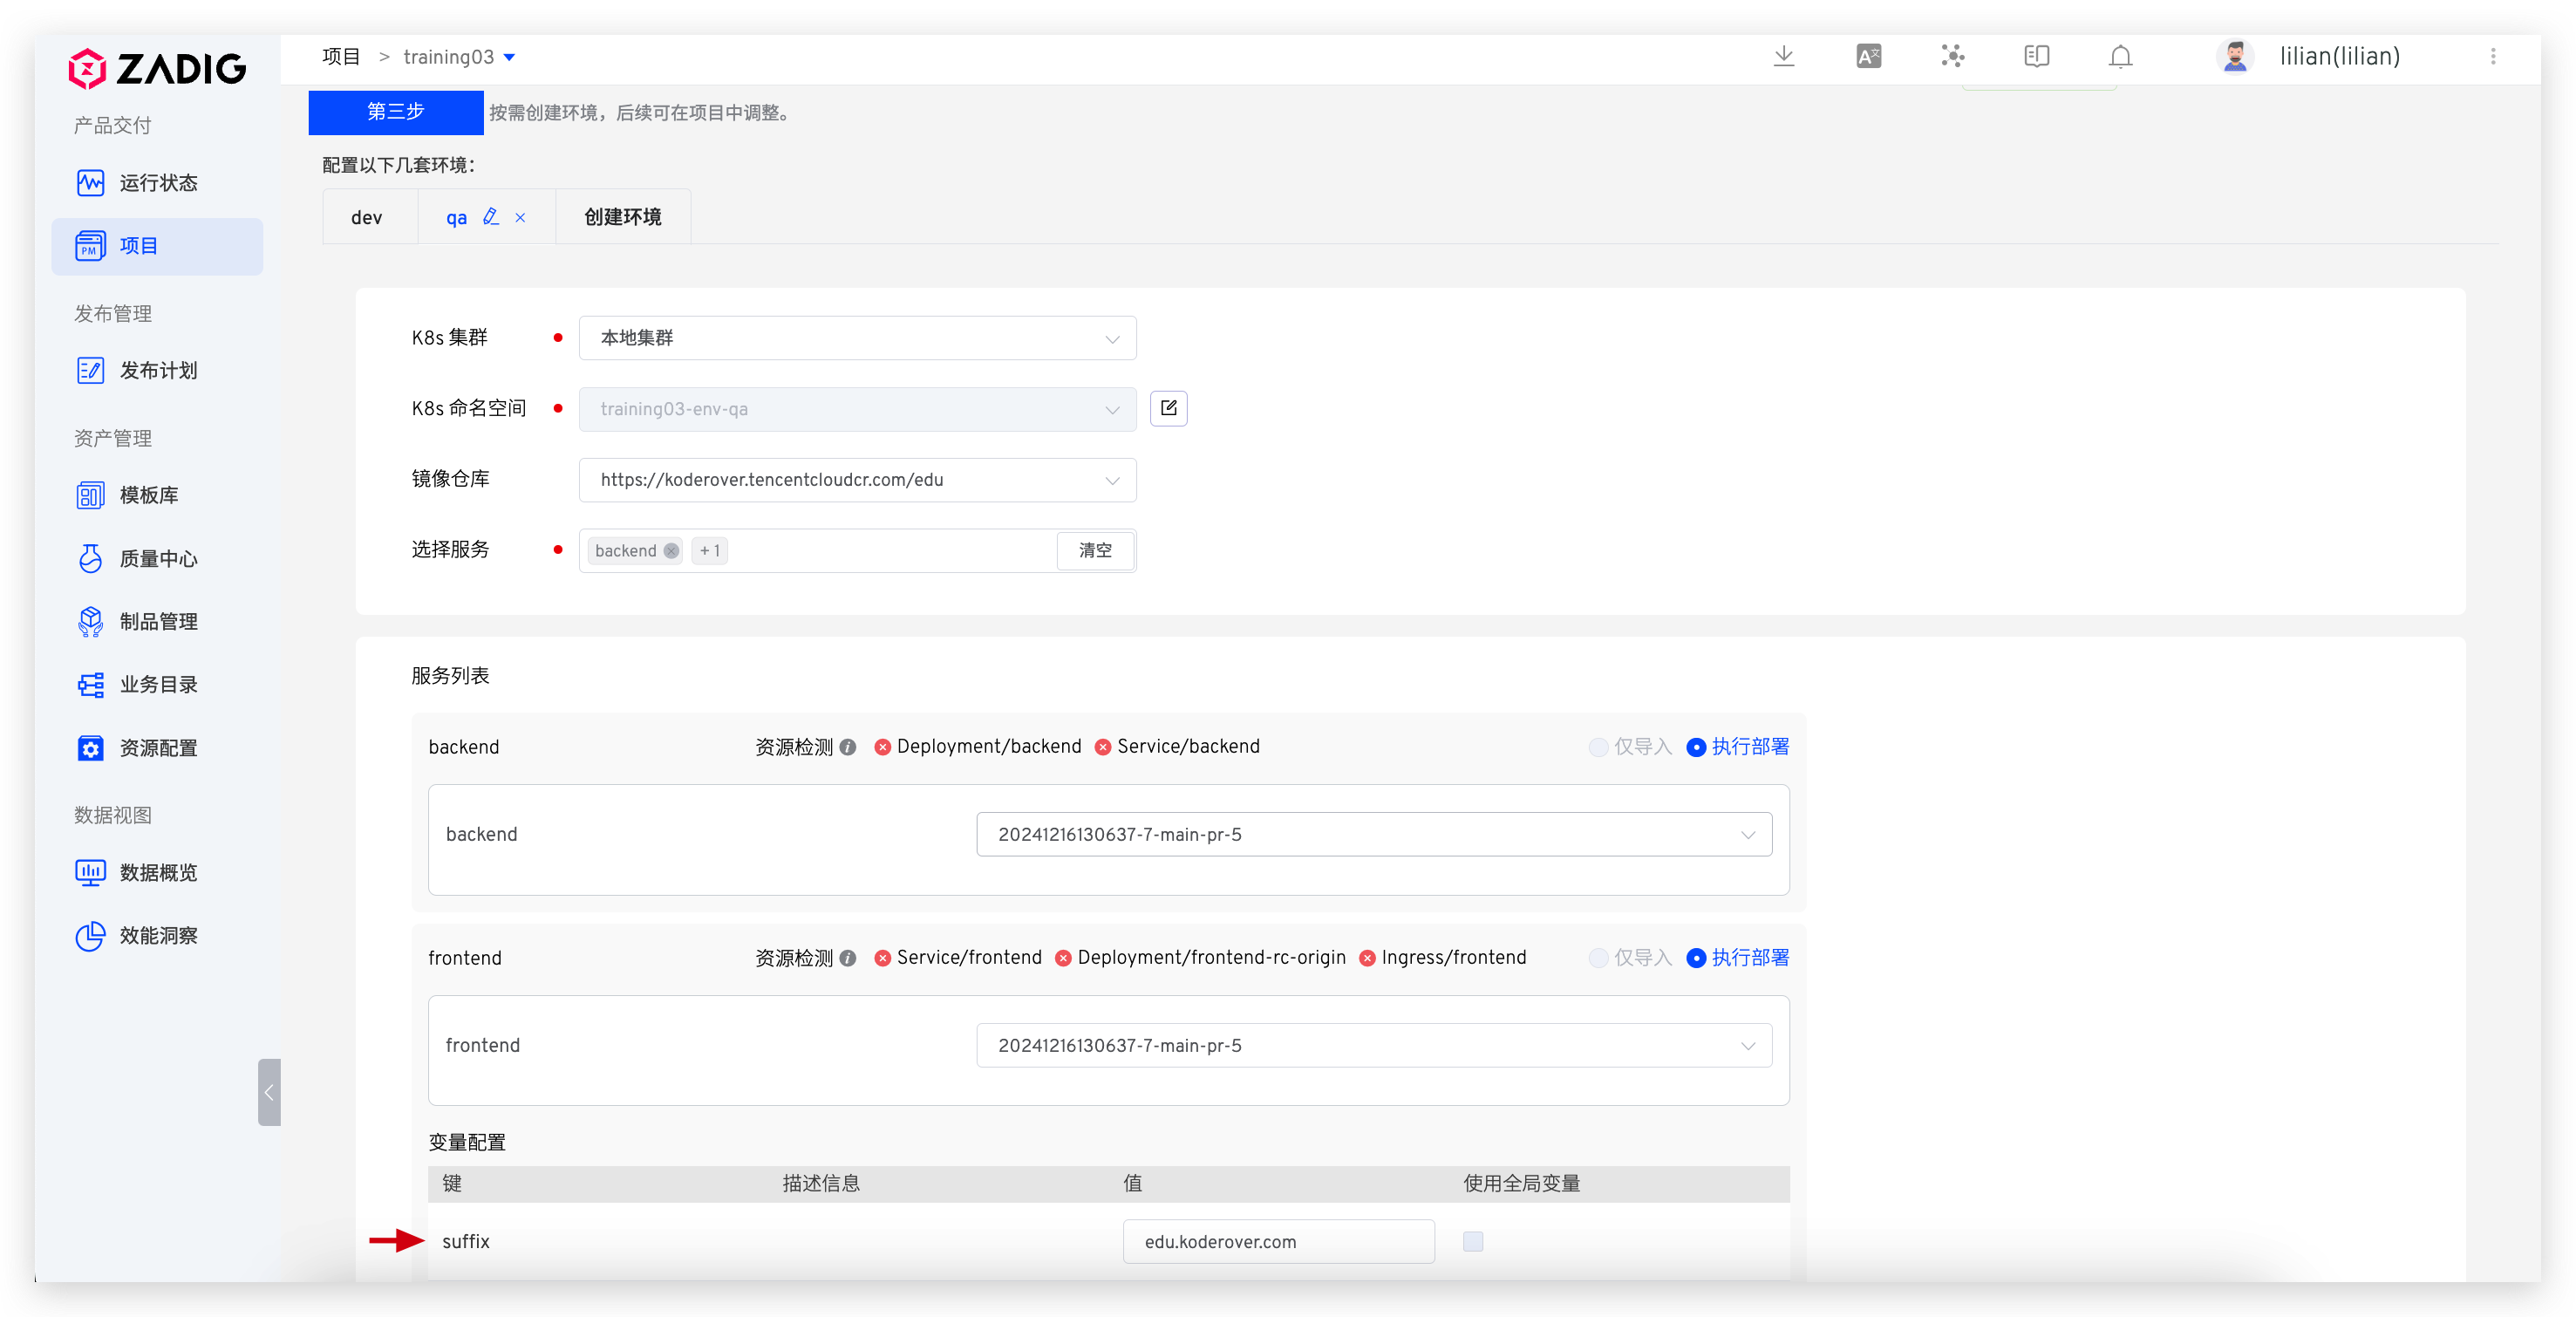 ZADIG
项目 > training03
lilian(lilian)
产品交付
运行状态
项目
PM
发布管理
发布计划
资产管理
模板库
质量中心
制品管理
业务目录
资源配置
数据视图
数据概览
效能洞察
第三步 按需创建环境，后续可在项目中调整。
配置以下几套环境：
dev qa 创建环境
K8s 集群 本地集群
K8s 命名空间 training03-env-qa
镜像仓库 https://koderover.tencentcloudcr.com/edu
选择服务 backend + 1 清空
服务列表
backend 资源检测 Deployment/backend Service/backend 仅导入 执行部署
backend 20241216130637-7-main-pr-5
frontend 资源检测 Service/frontend Deployment/frontend-rc-origin Ingress/frontend 仅导入 执行部署
frontend 20241216130637-7-main-pr-5
变量配置
键 描述信息 值 使用全局变量
suffix edu.koderover.com